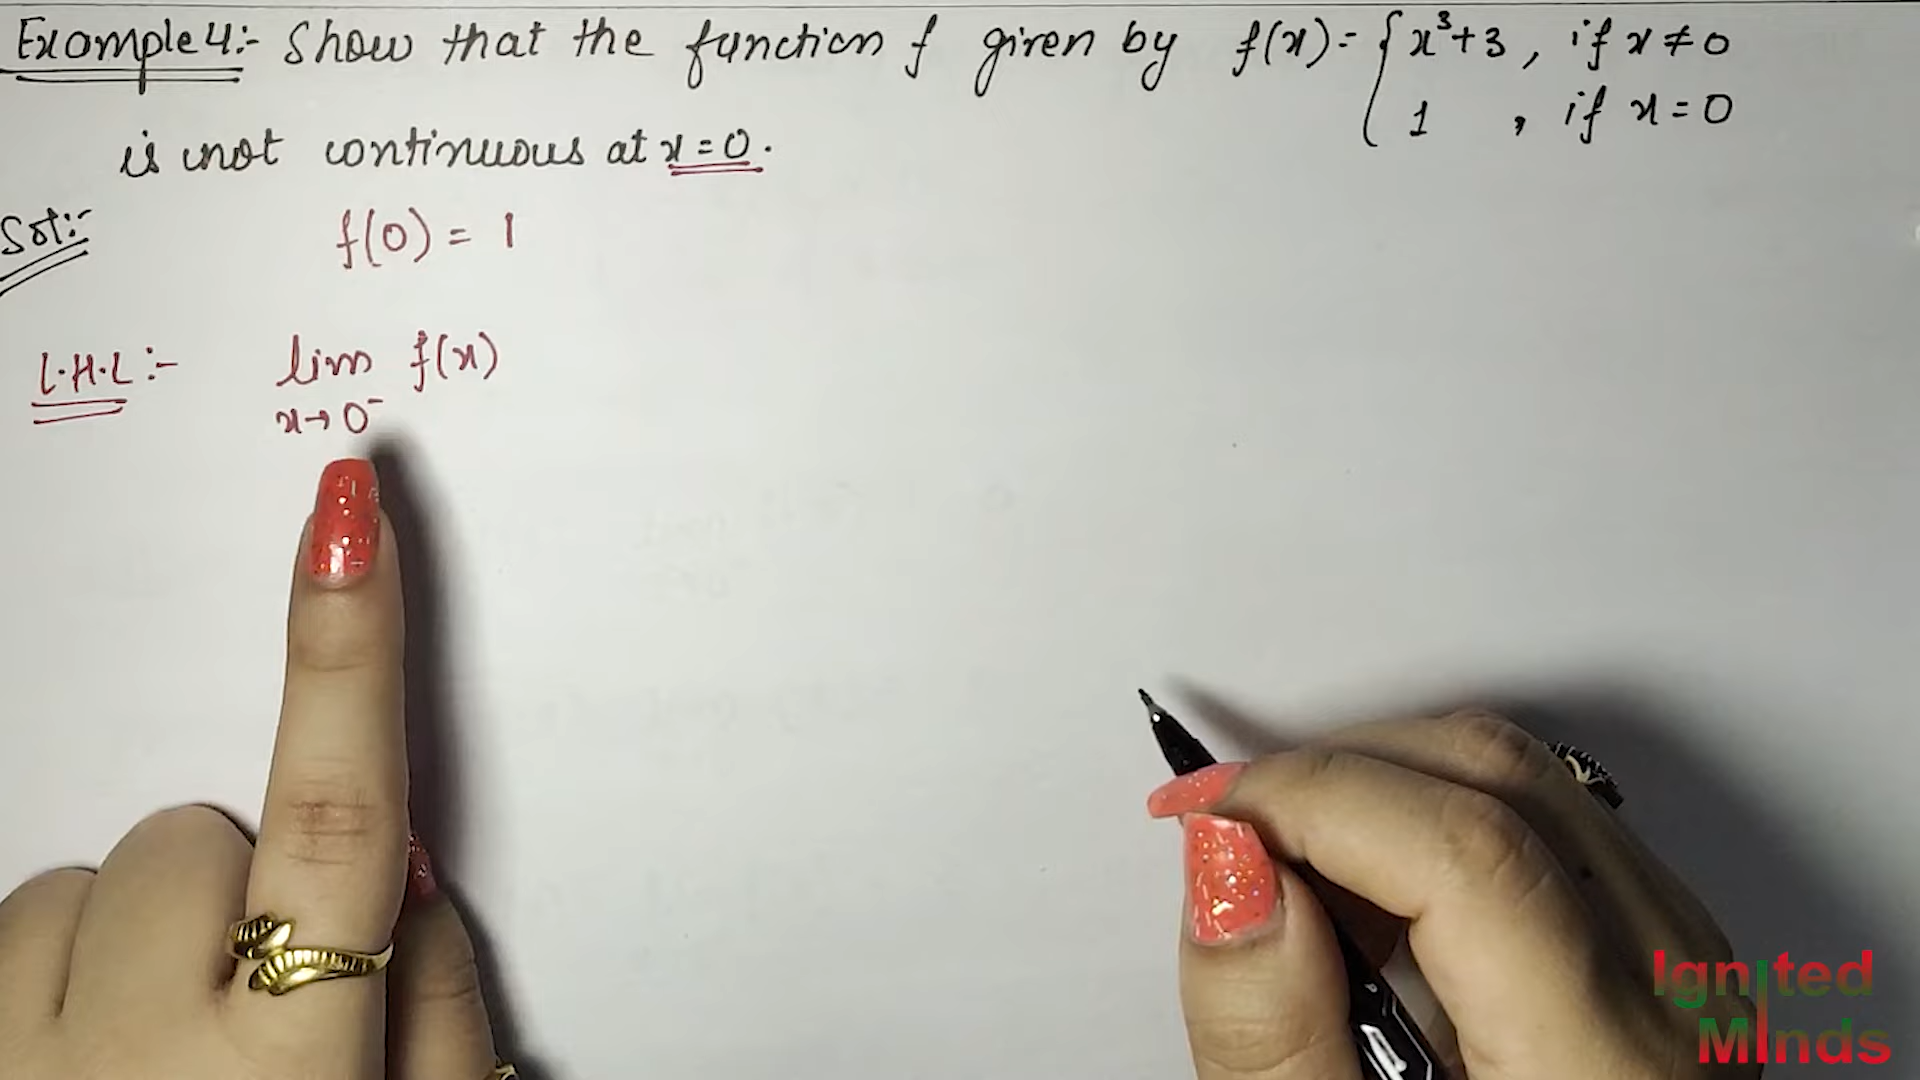 Example 4:- Show that the function f given by f(x) = { x³+3 , if x ≠ 0
1 , if x = 0
is not continuous at x = 0.
Sol:-
f(0) = 1
L.H.L :- lim f(x)
x→0⁻
Ignited
Minds